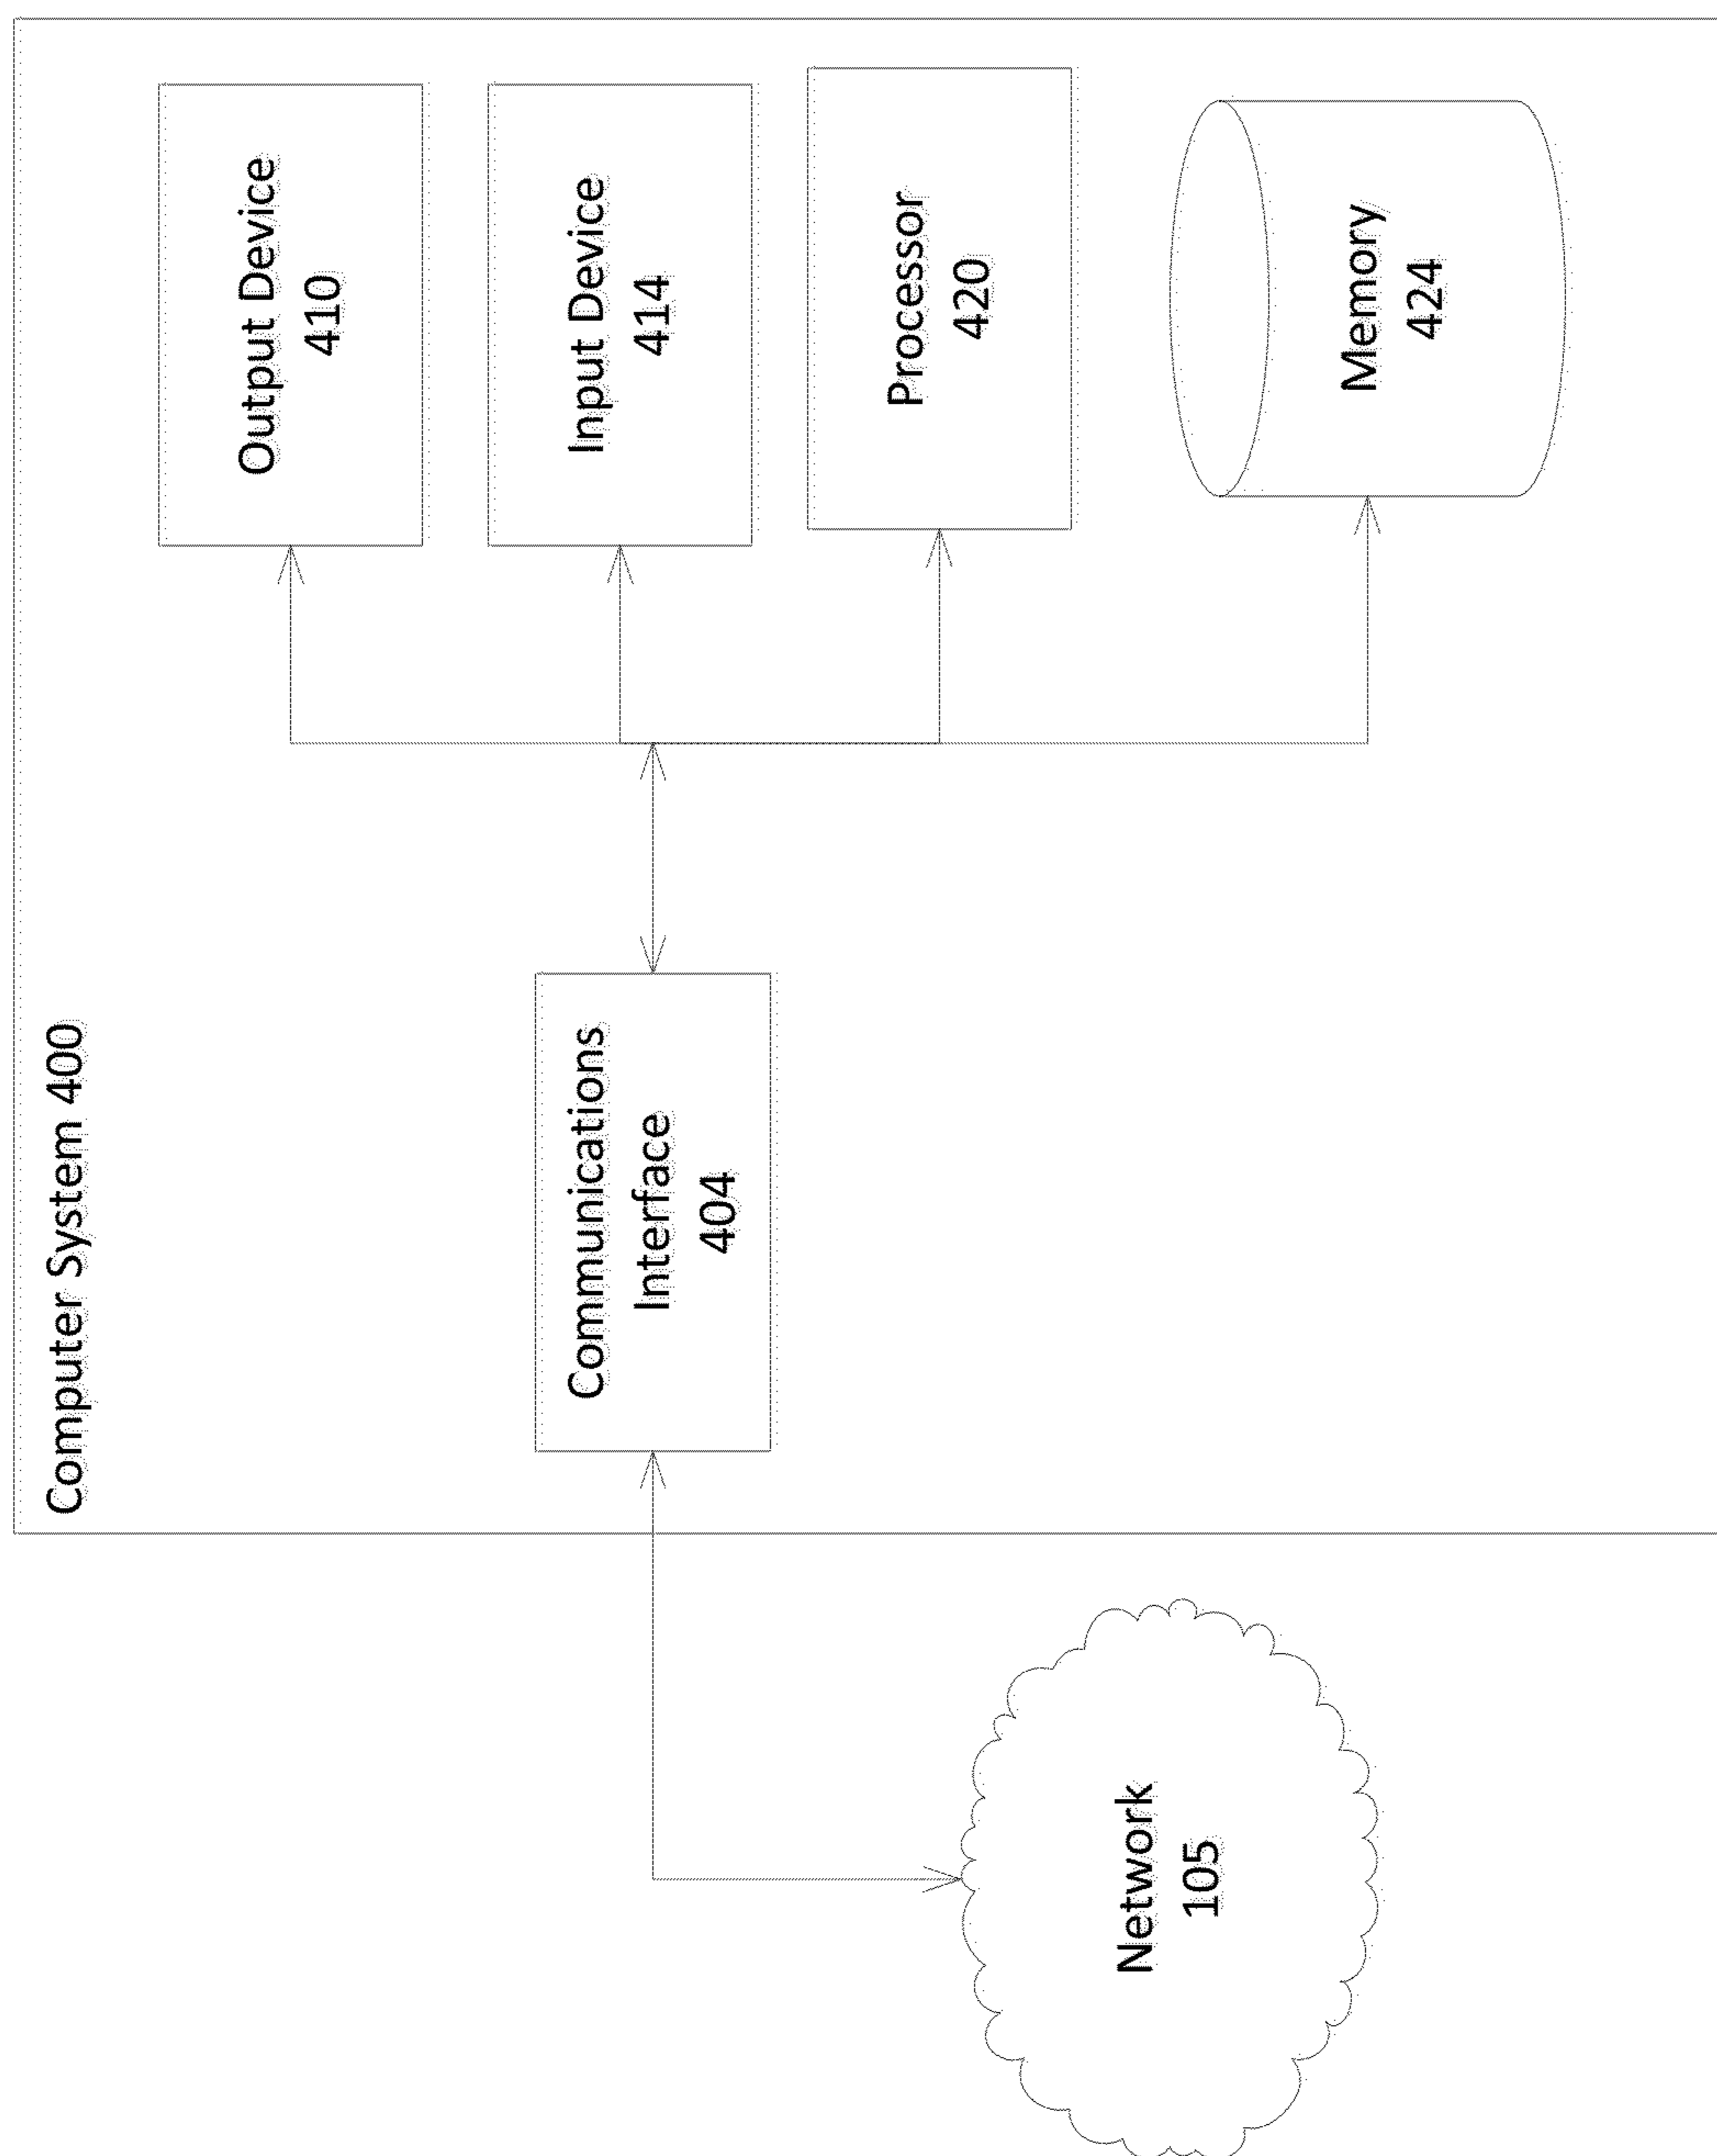 Computer System 400
Output Device
410
Input Device
414
Communications
Interface
404
Processor
420
Network
105
Memory
424